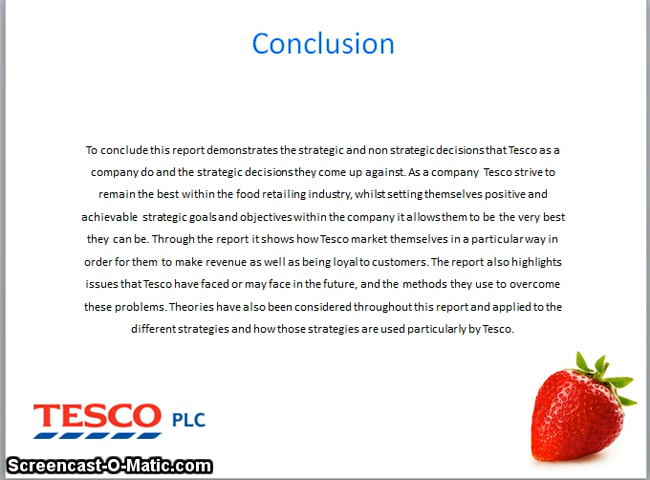 Conclusion
To conclude this report demonstrates the strategic and non strategic decisions that Tesco as a
company do and the strategic decisions they come up against. As a company Tesco strive to
remain the best within the food retailing industry, whilst setting themselves positive and
achievable strategic goals and objectives within the company it allows them to be the very best
they can be. Through the report it shows how Tesco market themselves in a particular way in
order for them to make revenue as well as being loyal to customers. The report also highlights
issues that Tesco have faced or may face in the future, and the methods they use to overcome
these problems. Theories have also been considered throughout this report and applied to the
different strategies and how those strategies are used particularly by Tesco.
TESCO PLC
Screencast-O-Matic.com